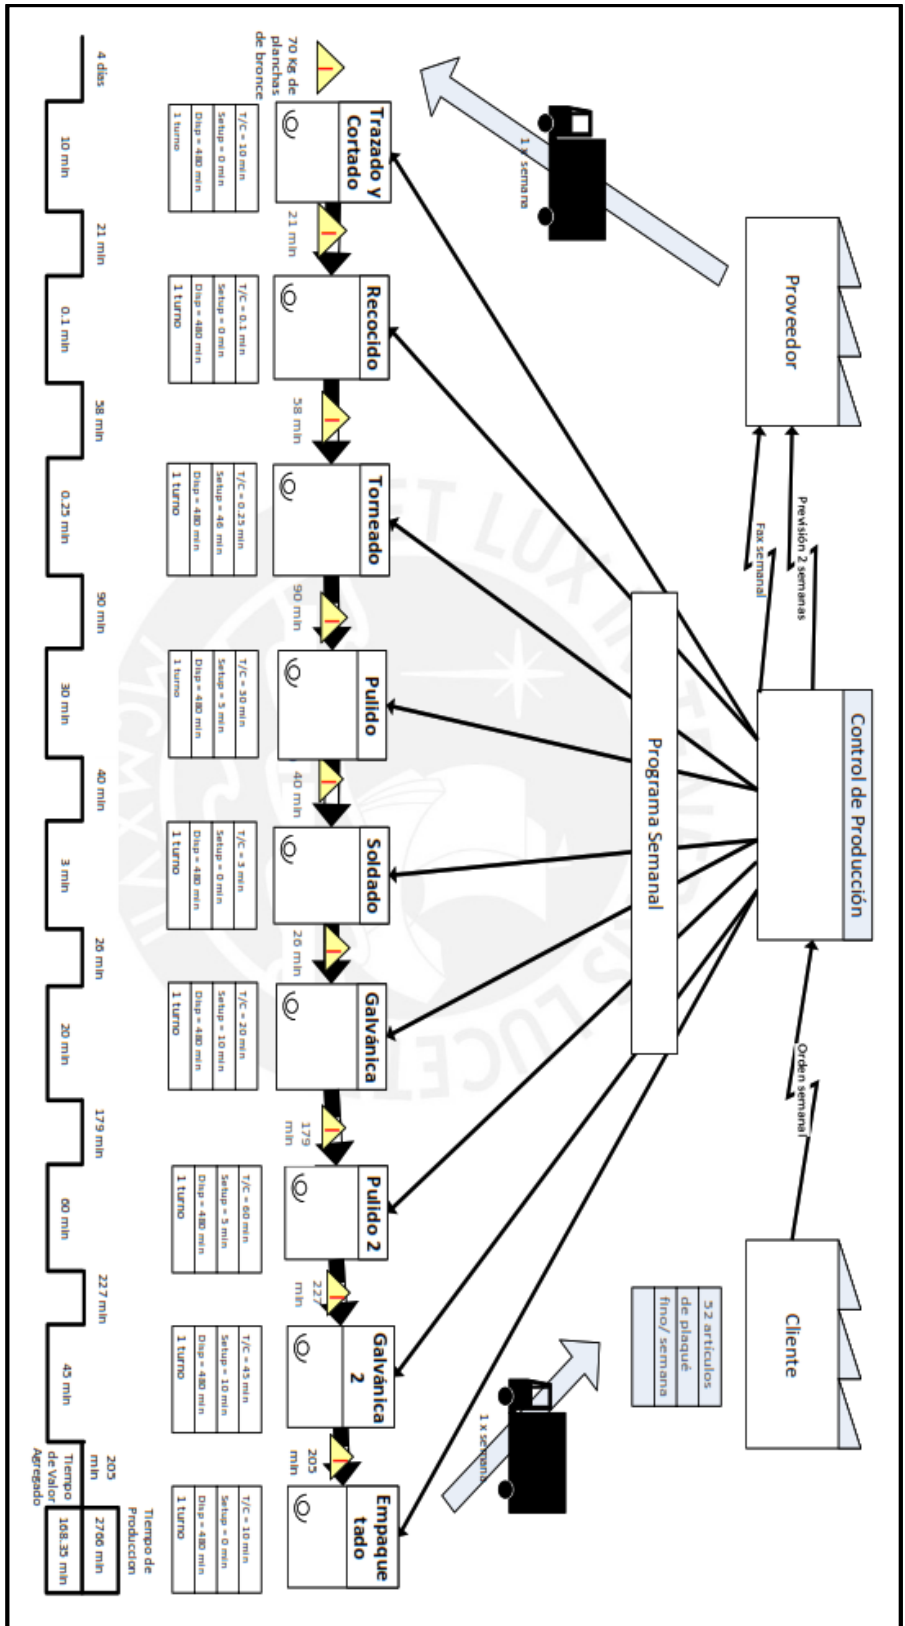 Proveedor
Control de Producción
Cliente
Previsión 2 semanas
Fax semanal
Orden semanal
52 artículos
de plaqué
fino/ semana
1 x semana
1 x semana
Programa Semanal
70 Kg de
planchas
de bronce
Trazado y
Cortado
21 min
Recocido
58 min
Torneado
90 min
Pulido
40 min
Soldado
26 min
Galvánica
179
min
Pulido 2
227
min
Galvánica
2
205
min
Empaque
tado
T/C = 10 min
Setup = 0 min
Disp = 480 min
1 turno
T/C = 0.1 min
Setup = 0 min
Disp = 480 min
1 turno
T/C = 0.25 min
Setup = 46 min
Disp = 480 min
1 turno
T/C = 30 min
Setup = 5 min
Disp = 480 min
1 turno
T/C = 3 min
Setup = 0 min
Disp = 480 min
1 turno
T/C = 20 min
Setup = 10 min
Disp = 480 min
1 turno
T/C = 60 min
Setup = 5 min
Disp = 480 min
1 turno
T/C = 45 min
Setup = 10 min
Disp = 480 min
1 turno
T/C = 10 min
Setup = 0 min
Disp = 480 min
1 turno
4 días
10 min
21 min
0.1 min
58 min
0.25 min
90 min
30 min
40 min
3 min
26 min
20 min
179 min
60 min
227 min
45 min
205
min
Tiempo de
Produccion
2766 min
Tiempo
de Valor
Agregado
168.35 min
ET LUX IN
MCMXVII